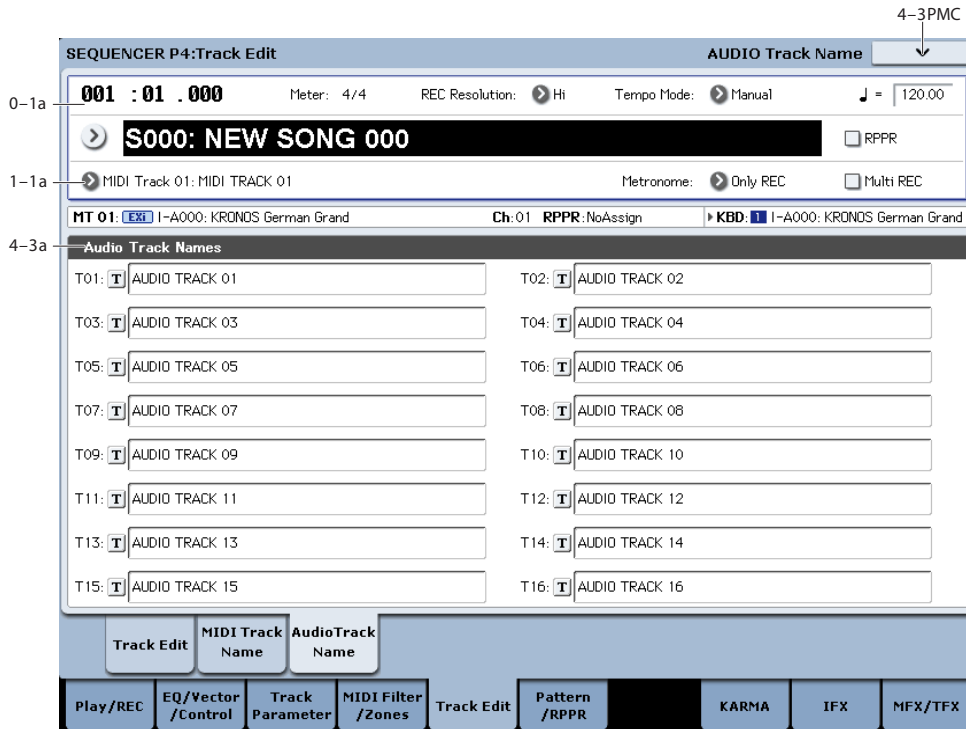 4–3PMC
SEQUENCER P4:Track Edit AUDIO Track Name
0–1a
001 :01 .000 Meter: 4/4 REC Resolution: Hi Tempo Mode: Manual ♩ = 120.00
S000: NEW SONG 000 RPPR
1–1a
MIDI Track 01: MIDI TRACK 01 Metronome: Only REC Multi REC
MT 01: EXi I-A000: KRONOS German Grand Ch:01 RPPR:NoAssign KBD: 1 I-A000: KRONOS German Grand
4–3a
Audio Track Names
T01: T AUDIO TRACK 01 T02: T AUDIO TRACK 02
T03: T AUDIO TRACK 03 T04: T AUDIO TRACK 04
T05: T AUDIO TRACK 05 T06: T AUDIO TRACK 06
T07: T AUDIO TRACK 07 T08: T AUDIO TRACK 08
T09: T AUDIO TRACK 09 T10: T AUDIO TRACK 10
T11: T AUDIO TRACK 11 T12: T AUDIO TRACK 12
T13: T AUDIO TRACK 13 T14: T AUDIO TRACK 14
T15: T AUDIO TRACK 15 T16: T AUDIO TRACK 16
Track Edit
MIDI Track
Name
AudioTrack
Name
Play/REC
EQ/Vector
/Control
Track
Parameter
MIDI Filter
/Zones
Track Edit
Pattern
/RPPR
KARMA
IFX
MFX/TFX